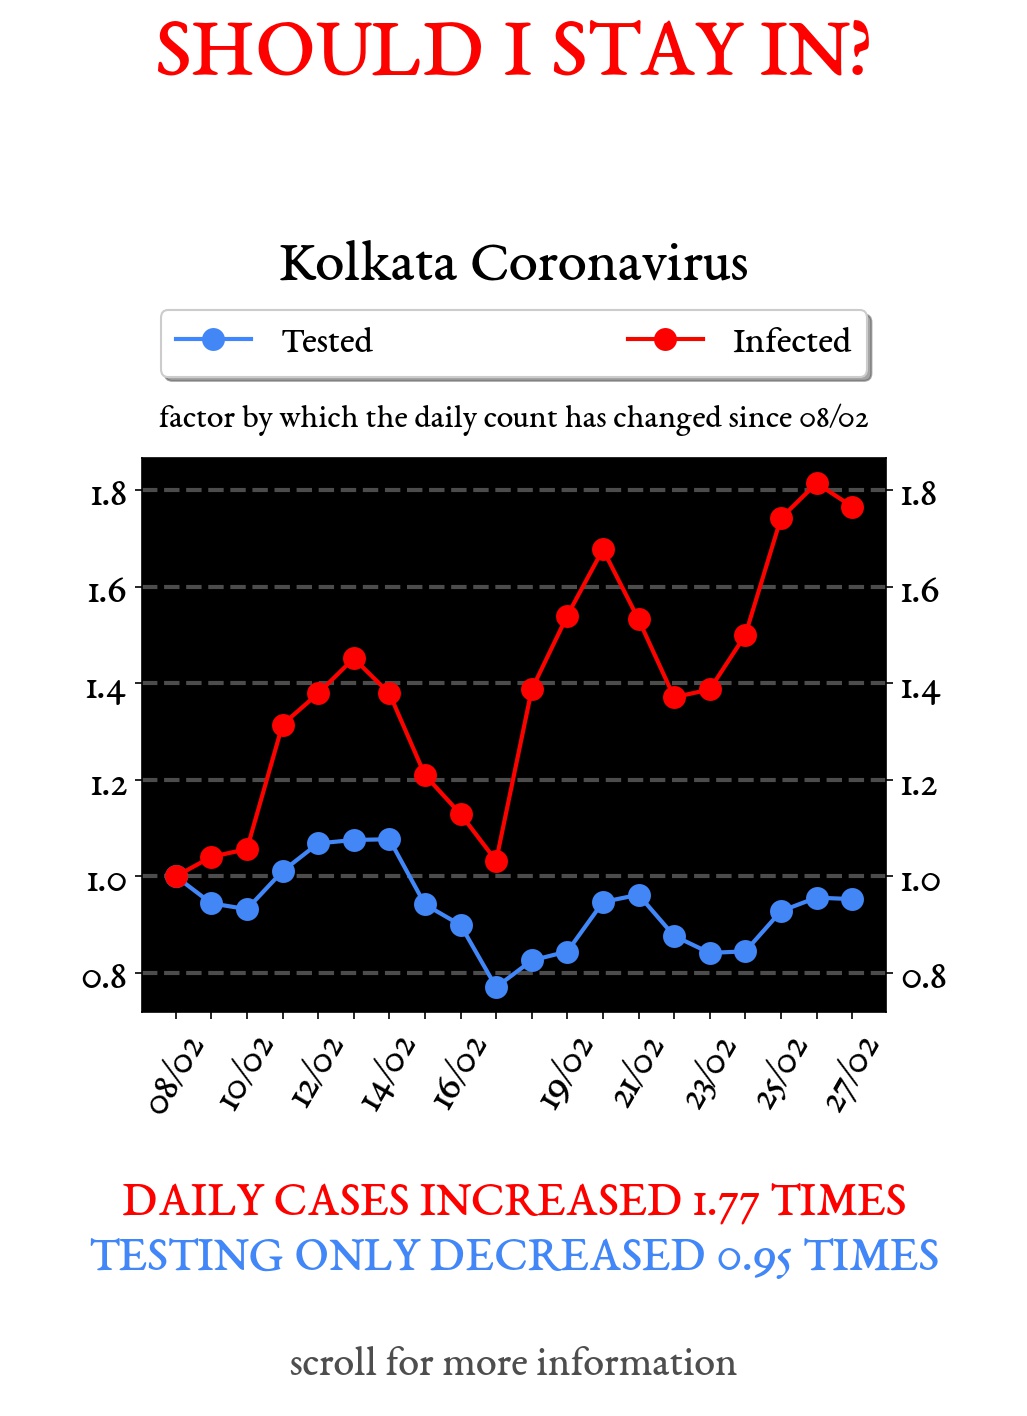 SHOULD I STAY IN?
Kolkata Coronavirus
Tested Infected
factor by which the daily count has changed since 08/02
1.8 1.8
1.6 1.6
1.4 1.4
1.2 1.2
1.0 1.0
0.8 0.8
08/02 10/02 12/02 14/02 16/02 19/02 21/02 23/02 25/02 27/02
DAILY CASES INCREASED 1.77 TIMES
TESTING ONLY DECREASED 0.95 TIMES
scroll for more information